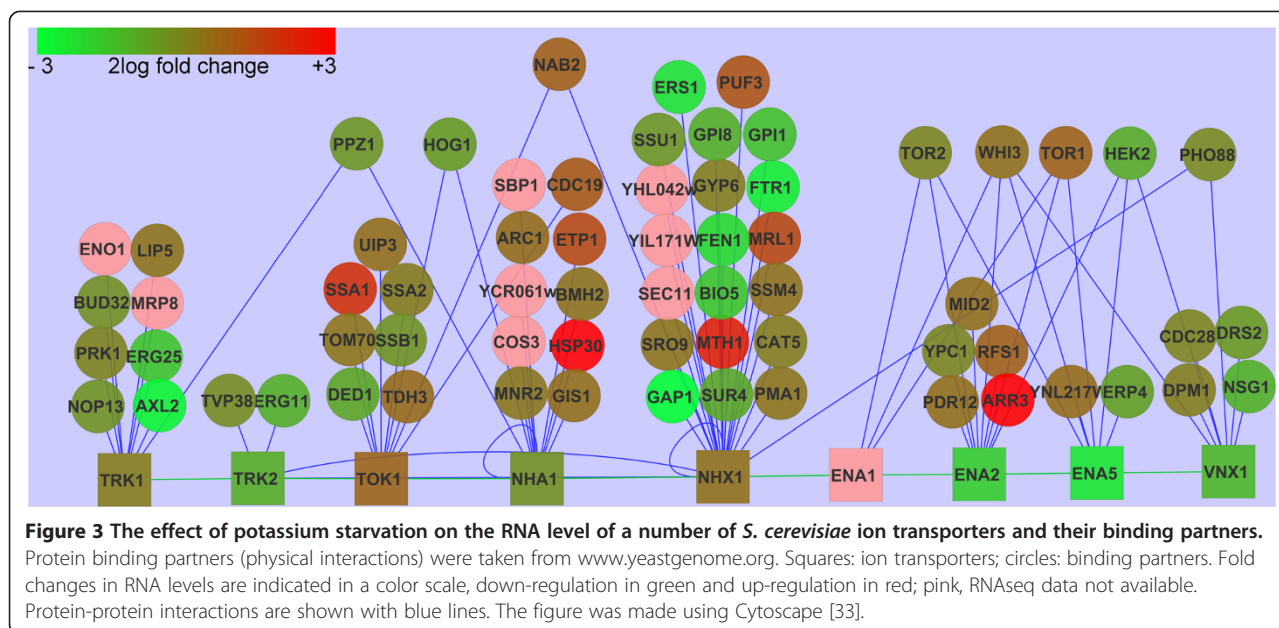 - 3 2log fold change +3
NAB2
ERS1 PUF3
PPZ1 HOG1 SSU1 GPI8 GPI1 TOR2 WHI3 TOR1 HEK2 PHO88
SBP1 CDC19 YHL042w GYP6 FTR1
ENO1 LIP5 UIP3 ARC1 ETP1 YIL171W FEN1 MRL1
BUD32 MRP8 SSA1 SSA2 YCR061w BMH2 SEC11 BIO5 SSM4 MID2
PRK1 ERG25 TOM70 SSB1 COS3 HSP30 SRO9 MTH1 CAT5 YPC1 RFS1 CDC28 DRS2
NOP13 AXL2 TVP38 ERG11 DED1 TDH3 MNR2 GIS1 GAP1 SUR4 PMA1 PDR12 ARR3 YNL217W ERP4 DPM1 NSG1
TRK1 TRK2 TOK1 NHA1 NHX1 ENA1 ENA2 ENA5 VNX1
Figure 3 The effect of potassium starvation on the RNA level of a number of S. cerevisiae ion transporters and their binding partners.
Protein binding partners (physical interactions) were taken from www.yeastgenome.org. Squares: ion transporters; circles: binding partners. Fold
changes in RNA levels are indicated in a color scale, down-regulation in green and up-regulation in red; pink, RNAseq data not available.
Protein-protein interactions are shown with blue lines. The figure was made using Cytoscape [33].